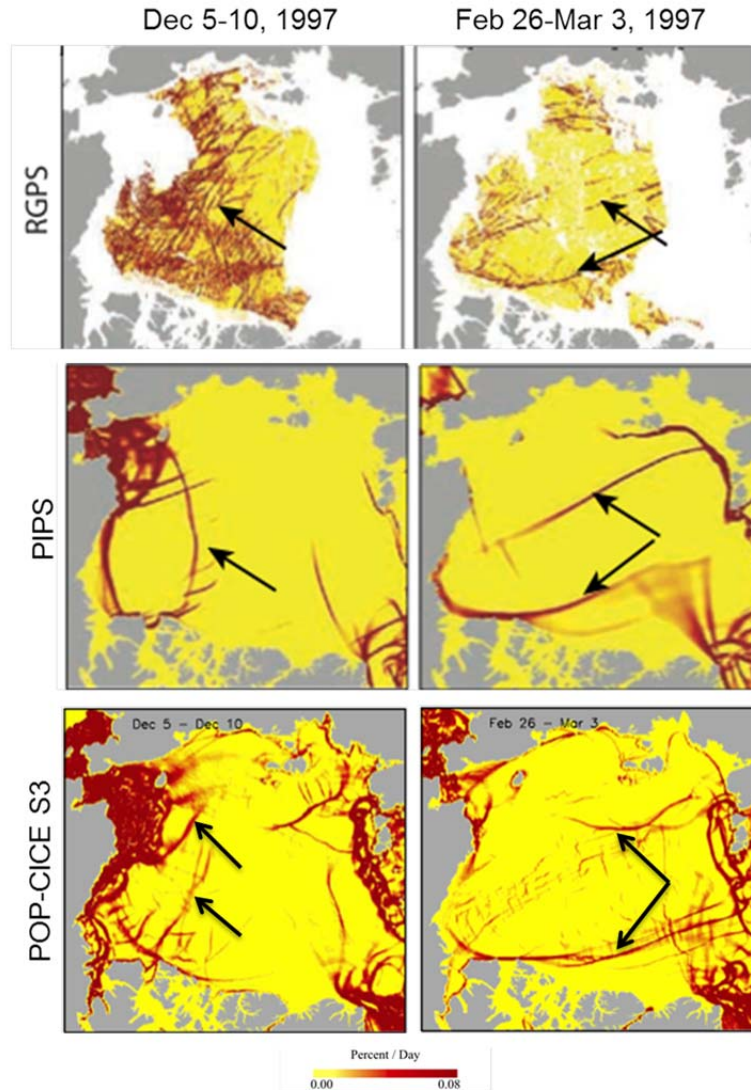 Dec 5-10, 1997
Feb 26-Mar 3, 1997
RGPS
PIPS
POP-CICE S3
Dec 5 - Dec 10
Feb 26 - Mar 3
Percent / Day
0.00
0.08